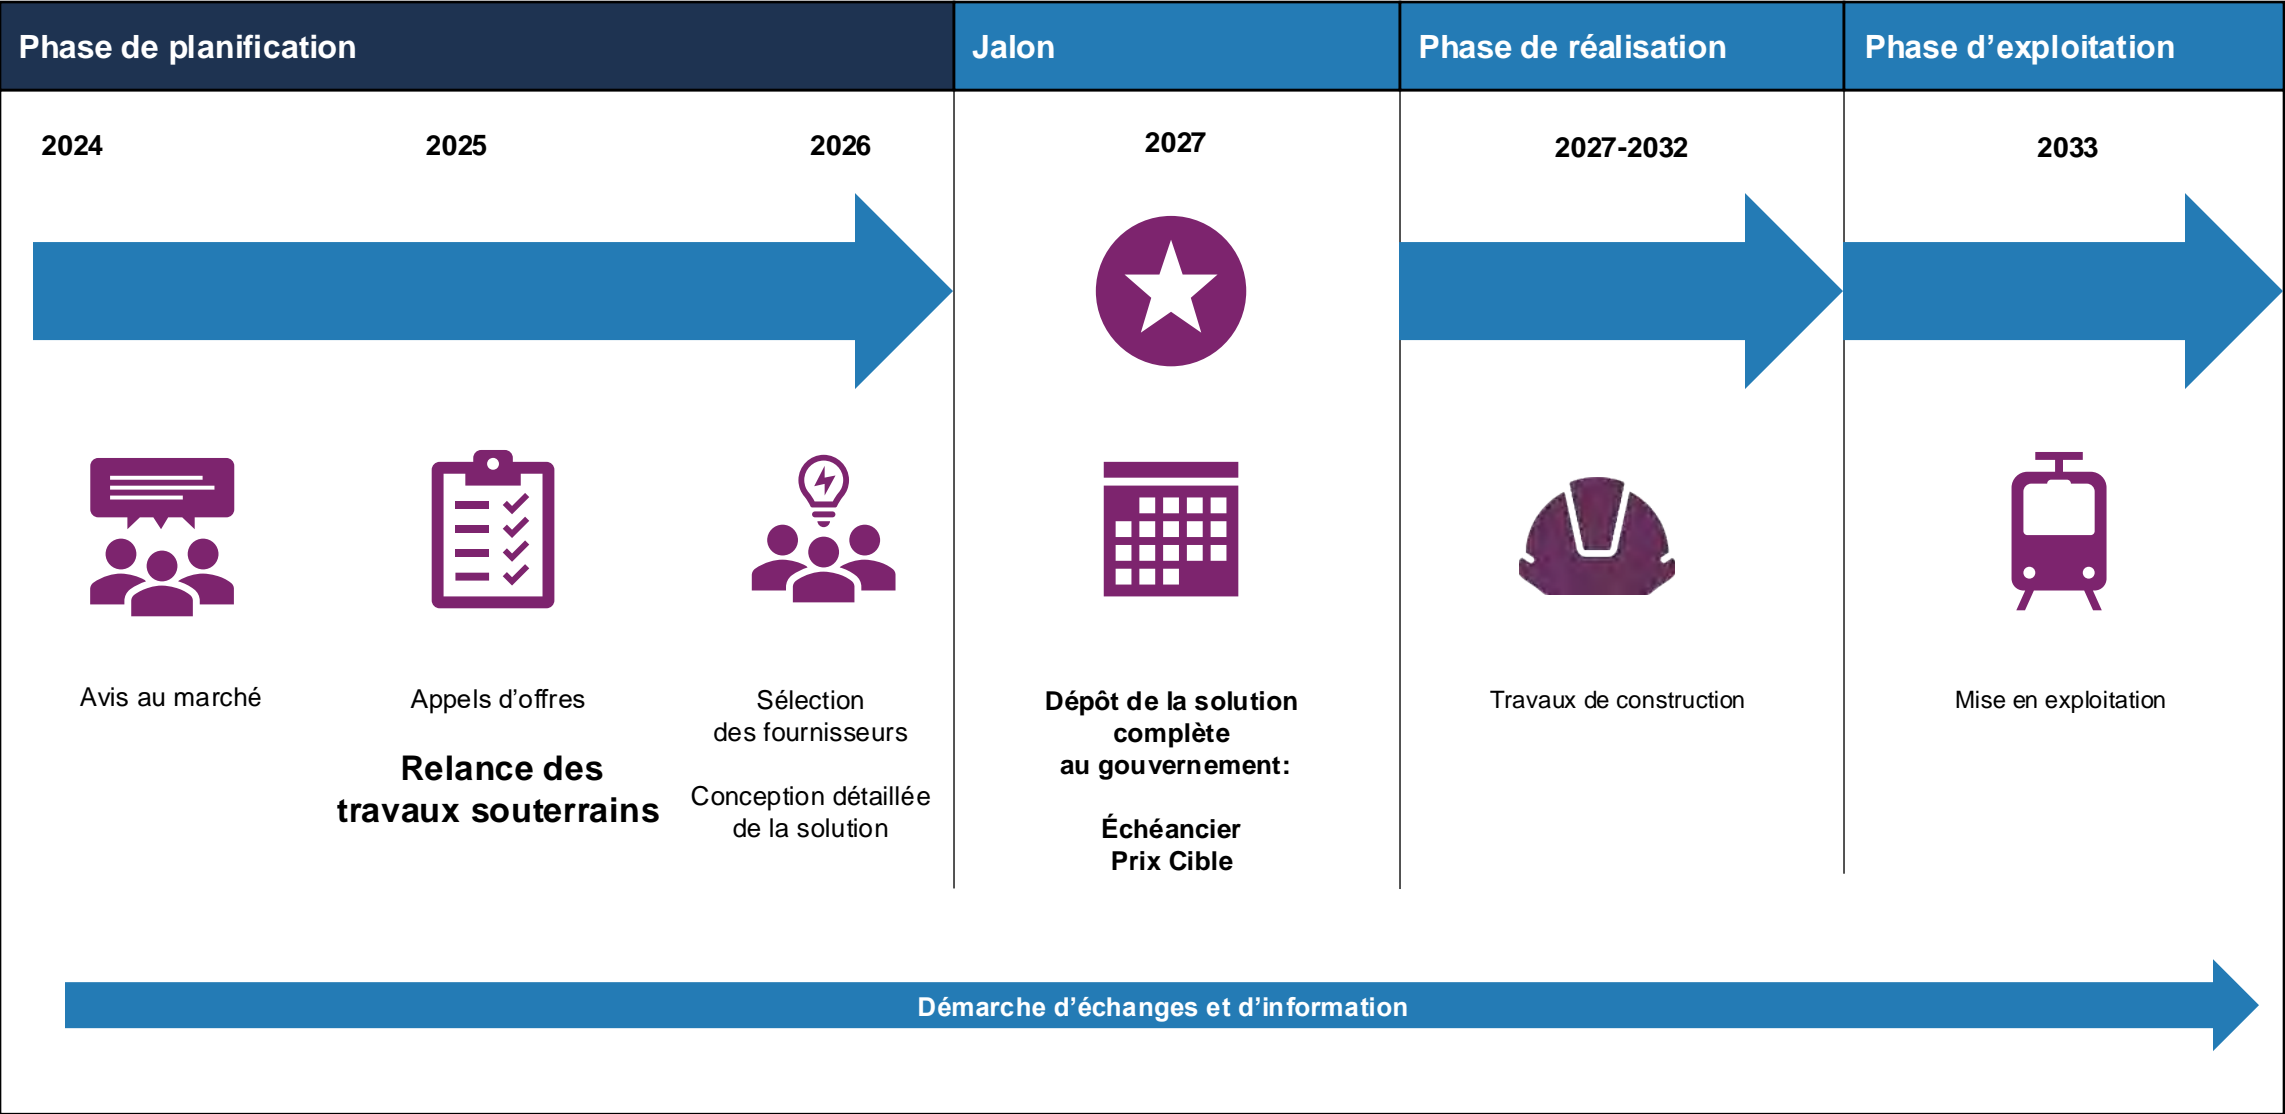 Phase de planification
Jalon
Phase de réalisation
Phase d’exploitation
2024
2025
2026
2027
2027-2032
2033
Avis au marché
Appels d’offres
Relance des
travaux souterrains
Sélection
des fournisseurs
Conception détaillée
de la solution
Dépôt de la solution
complète
au gouvernement:
Échéancier
Prix Cible
Travaux de construction
Mise en exploitation
Démarche d’échanges et d’information